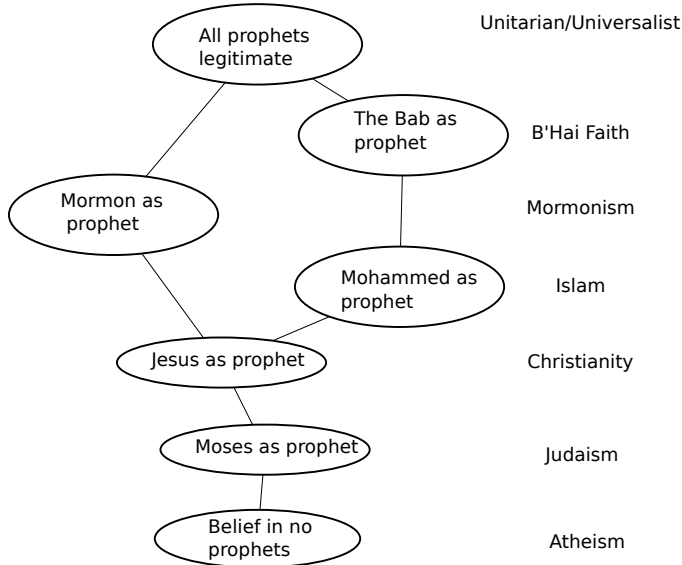 Unitarian/Universalist
All prophets
legitimate
The Bab as
prophet
B'Hai Faith
Mormon as
prophet
Mormonism
Mohammed as
prophet
Islam
Jesus as prophet
Christianity
Moses as prophet
Judaism
Belief in no
prophets
Atheism